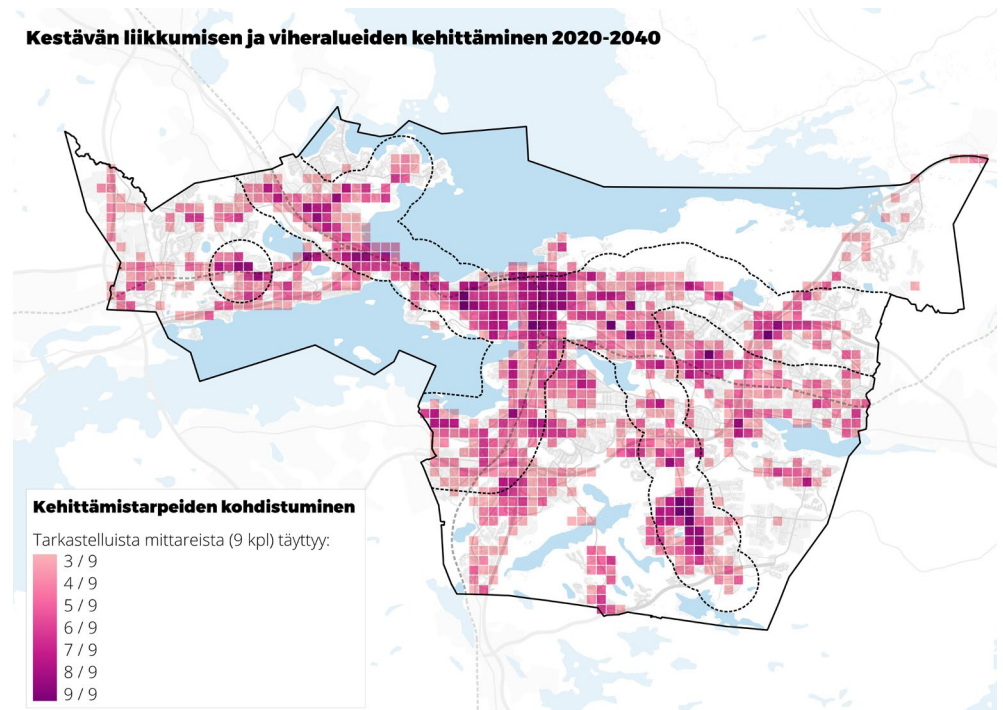 Kestävän liikkumisen ja viheralueiden kehittäminen 2020-2040
Kehittämistarpeiden kohdistuminen
Tarkastelluista mittareista (9 kpl) täyttyy:
3 / 9
4 / 9
5 / 9
6 / 9
7 / 9
8 / 9
9 / 9